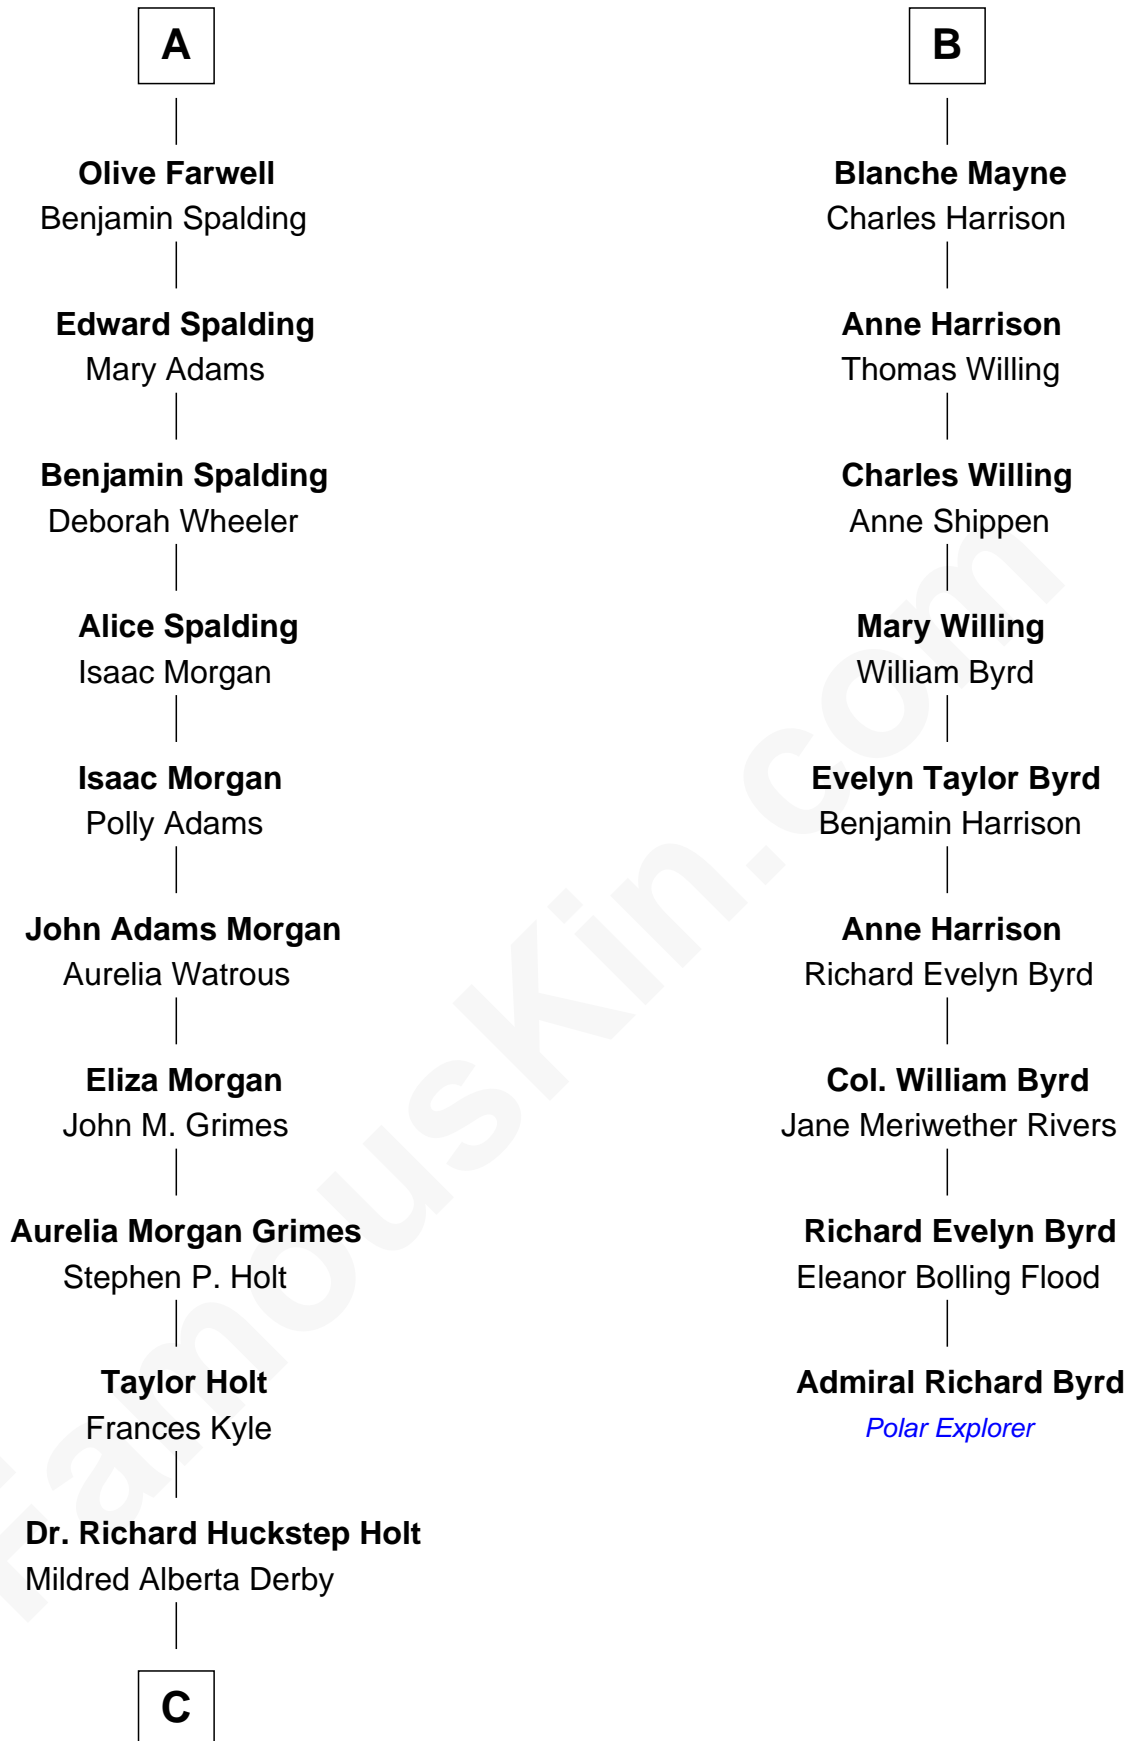 A
Olive Farwell
Benjamin Spalding
Edward Spalding
Mary Adams
Benjamin Spalding
Deborah Wheeler
Alice Spalding
Isaac Morgan
Isaac Morgan
Polly Adams
John Adams Morgan
Aurelia Watrous
Eliza Morgan
John M. Grimes
Aurelia Morgan Grimes
Stephen P. Holt
Taylor Holt
Frances Kyle
Dr. Richard Huckstep Holt
Mildred Alberta Derby
C
B
Blanche Mayne
Charles Harrison
Anne Harrison
Thomas Willing
Charles Willing
Anne Shippen
Mary Willing
William Byrd
Evelyn Taylor Byrd
Benjamin Harrison
Anne Harrison
Richard Evelyn Byrd
Col. William Byrd
Jane Meriwether Rivers
Richard Evelyn Byrd
Eleanor Bolling Flood
Admiral Richard Byrd
Polar Explorer
FamousKin.com